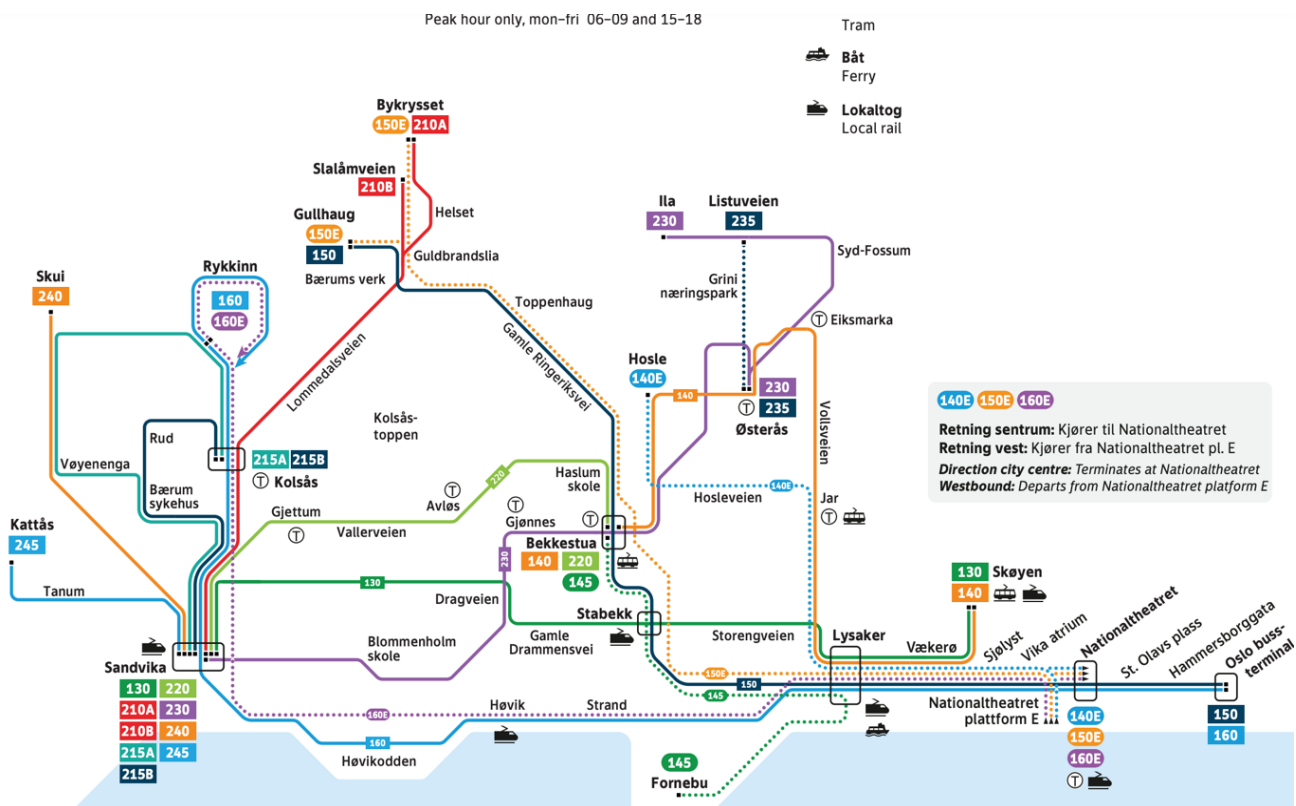 Peak hour only, mon–fri 06–09 and 15–18
Tram
Båt
Ferry
Lokaltog
Local rail
Bykrysset
150E 210A
Slalåmveien
210B
Helset
Gullhaug
150E
150
Guldbrandslia
Bærums verk
Ila
230
Listuveien
235
Syd-Fossum
Grini
næringspark
Skui
240
Rykkinn
160
160E
Toppenhaug
Gamle Ringeriksvei
Lommedalsveien
T Eiksmarka
Hosle
140E
140
230
235
T
Østerås
Vollsveien
Kolsås-
toppen
140E 150E 160E
Retning sentrum: Kjører til Nationaltheatret
Retning vest: Kjører fra Nationaltheatret pl. E
Direction city centre: Terminates at Nationaltheatret
Westbound: Departs from Nationaltheatret platform E
Rud
Vøyenenga
215A 215B
T Kolsås
Bærum
sykehus
220
Haslum
skole
140E
Hosleveien
Jar
T
T
Avløs
Gjettum
T
Vallerveien
T
Gjønnes
T
Bekkestua
140 220
145
230
Kattås
245
Tanum
130
Dragveien
Stabekk
130 Skøyen
140
Blommenholm
skole
Gamle
Drammensvei
Storengveien
Lysaker
Vækerø
Sjølyst
Vika atrium
Nationaltheatret
St. Olavs plass
Hammersborggata
Oslo buss-
terminal
150
160
Sandvika
130 220
210A 230
210B 240
215A 245
215B
150E
150
145
160E
Høvik
Strand
160
Høvikodden
Nationaltheatret
plattform E
140E
150E
160E
T
145
Fornebu